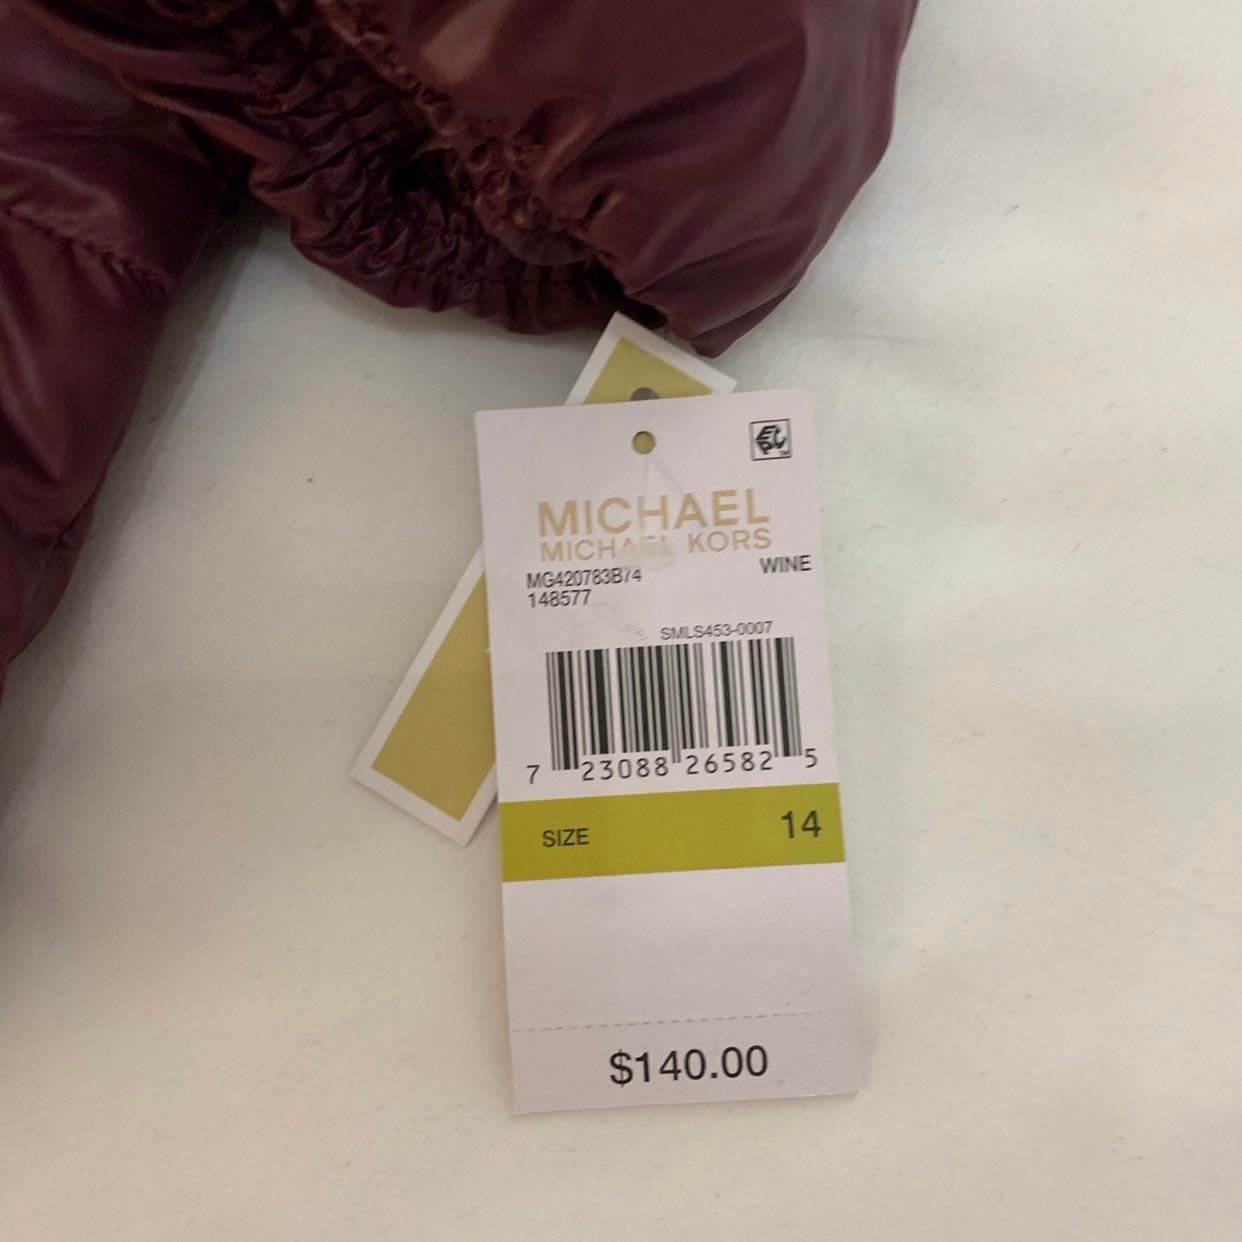 MICHAEL
MICHAEL KORS
MG420783B74 WINE
148577
SMLS453-0007
7 23088 26582 5
SIZE 14
$140.00